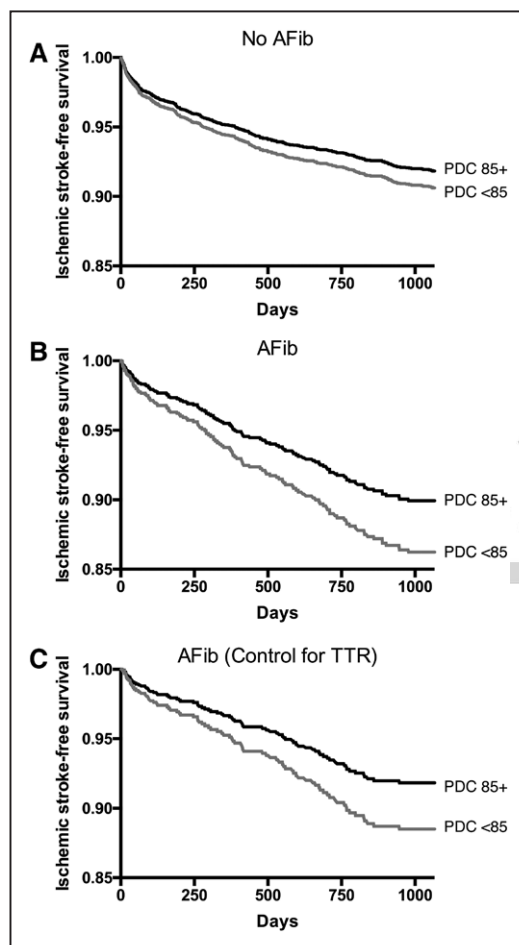 A
No AFib
Ischemic stroke-free survival
1.00
0.95
0.90
0.85
PDC 85+
PDC <85
0
250
500
750
1000
Days
B
AFib
Ischemic stroke-free survival
1.00
0.95
0.90
0.85
PDC 85+
PDC <85
0
250
500
750
1000
Days
C
AFib (Control for TTR)
Ischemic stroke-free survival
1.00
0.95
0.90
0.85
PDC 85+
PDC <85
0
250
500
750
1000
Days